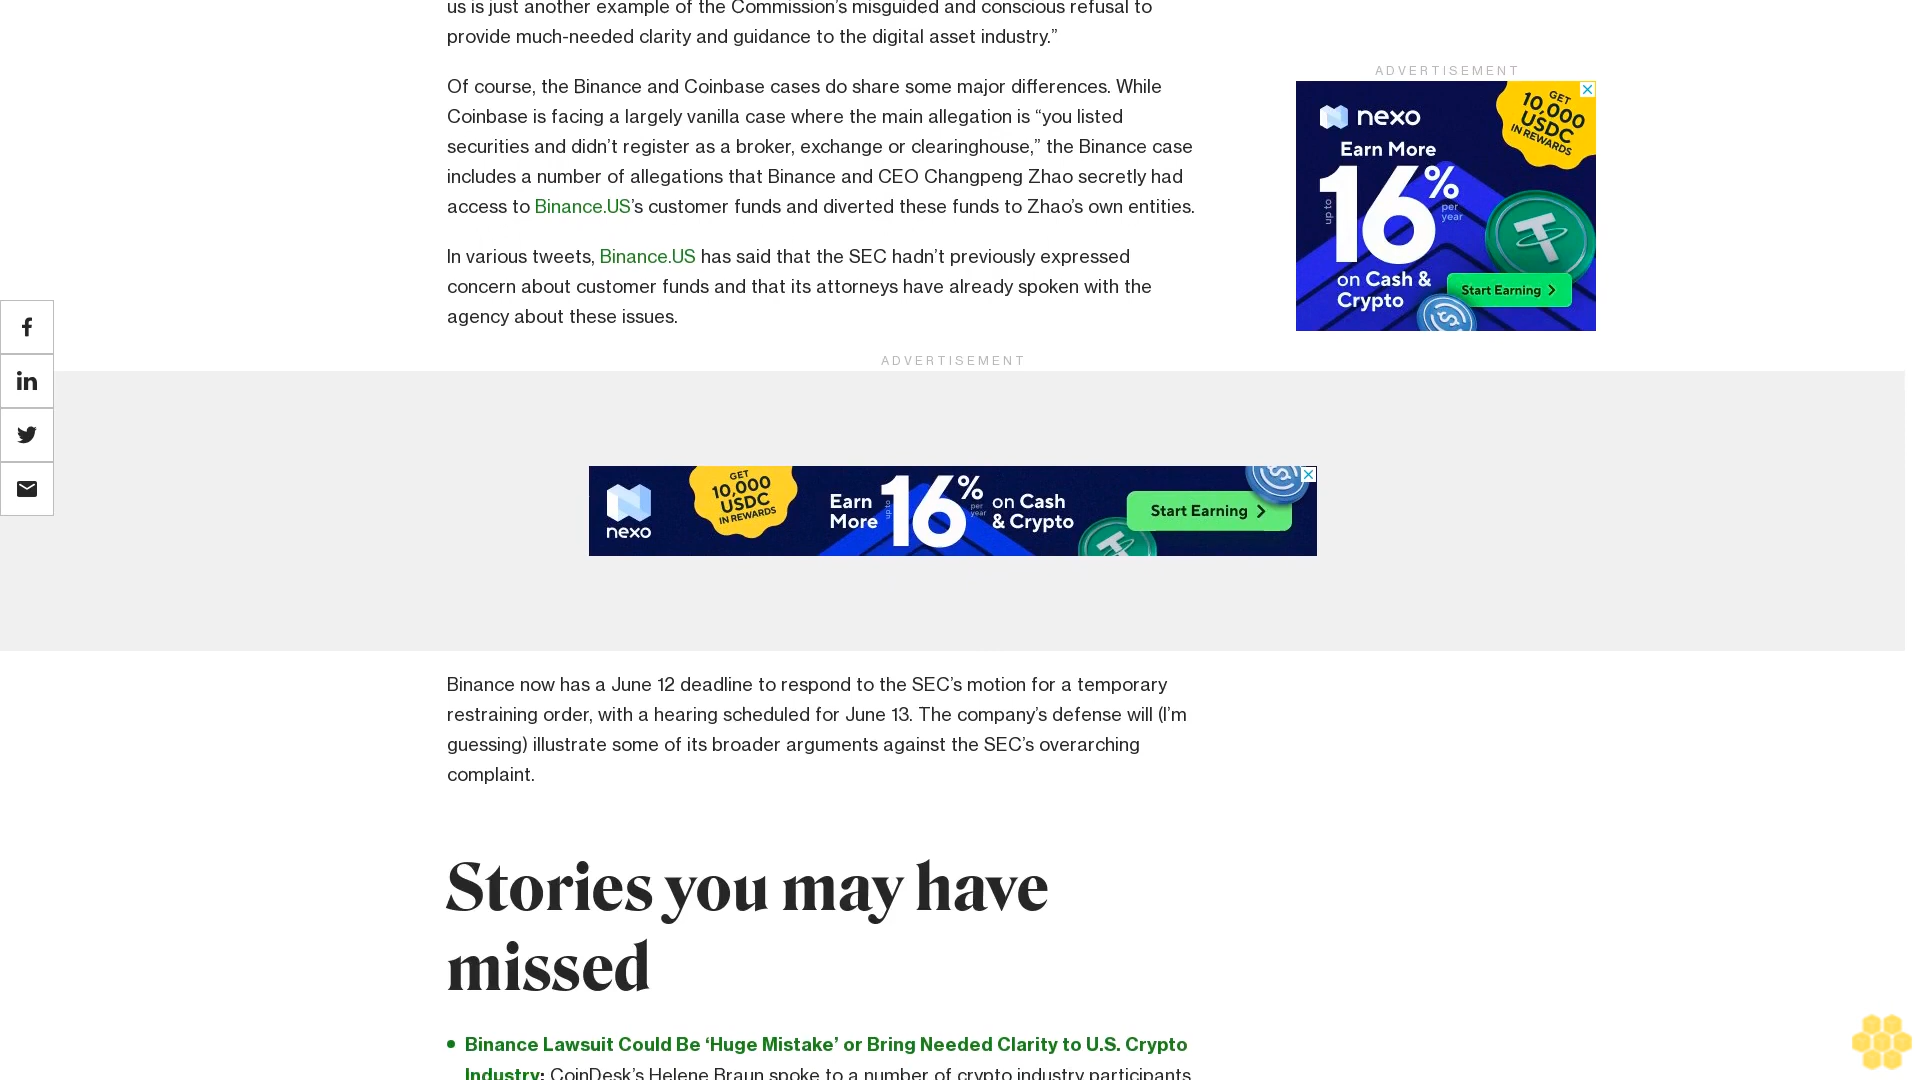 us is just another example of the Commission’s misguided and conscious refusal to
provide much-needed clarity and guidance to the digital asset industry.”
Of course, the Binance and Coinbase cases do share some major differences. While
Coinbase is facing a largely vanilla case where the main allegation is “you listed
securities and didn’t register as a broker, exchange or clearinghouse,” the Binance case
includes a number of allegations that Binance and CEO Changpeng Zhao secretly had
access to Binance.US’s customer funds and diverted these funds to Zhao’s own entities.
In various tweets, Binance.US has said that the SEC hadn’t previously expressed
concern about customer funds and that its attorneys have already spoken with the
agency about these issues.
ADVERTISEMENT
nexo
GET
10,000
USDC
IN REWARDS
Earn More
up to
16%
per
year
on Cash &
Crypto
Start Earning
ADVERTISEMENT
nexo
GET
10,000
USDC
IN REWARDS
Earn
More
up to
16%
per
year
on Cash
& Crypto
Start Earning
Binance now has a June 12 deadline to respond to the SEC’s motion for a temporary
restraining order, with a hearing scheduled for June 13. The company’s defense will (I’m
guessing) illustrate some of its broader arguments against the SEC’s overarching
complaint.
Stories you may have
missed
Binance Lawsuit Could Be ‘Huge Mistake’ or Bring Needed Clarity to U.S. Crypto
Industry: CoinDesk’s Helene Braun spoke to a number of crypto industry participants